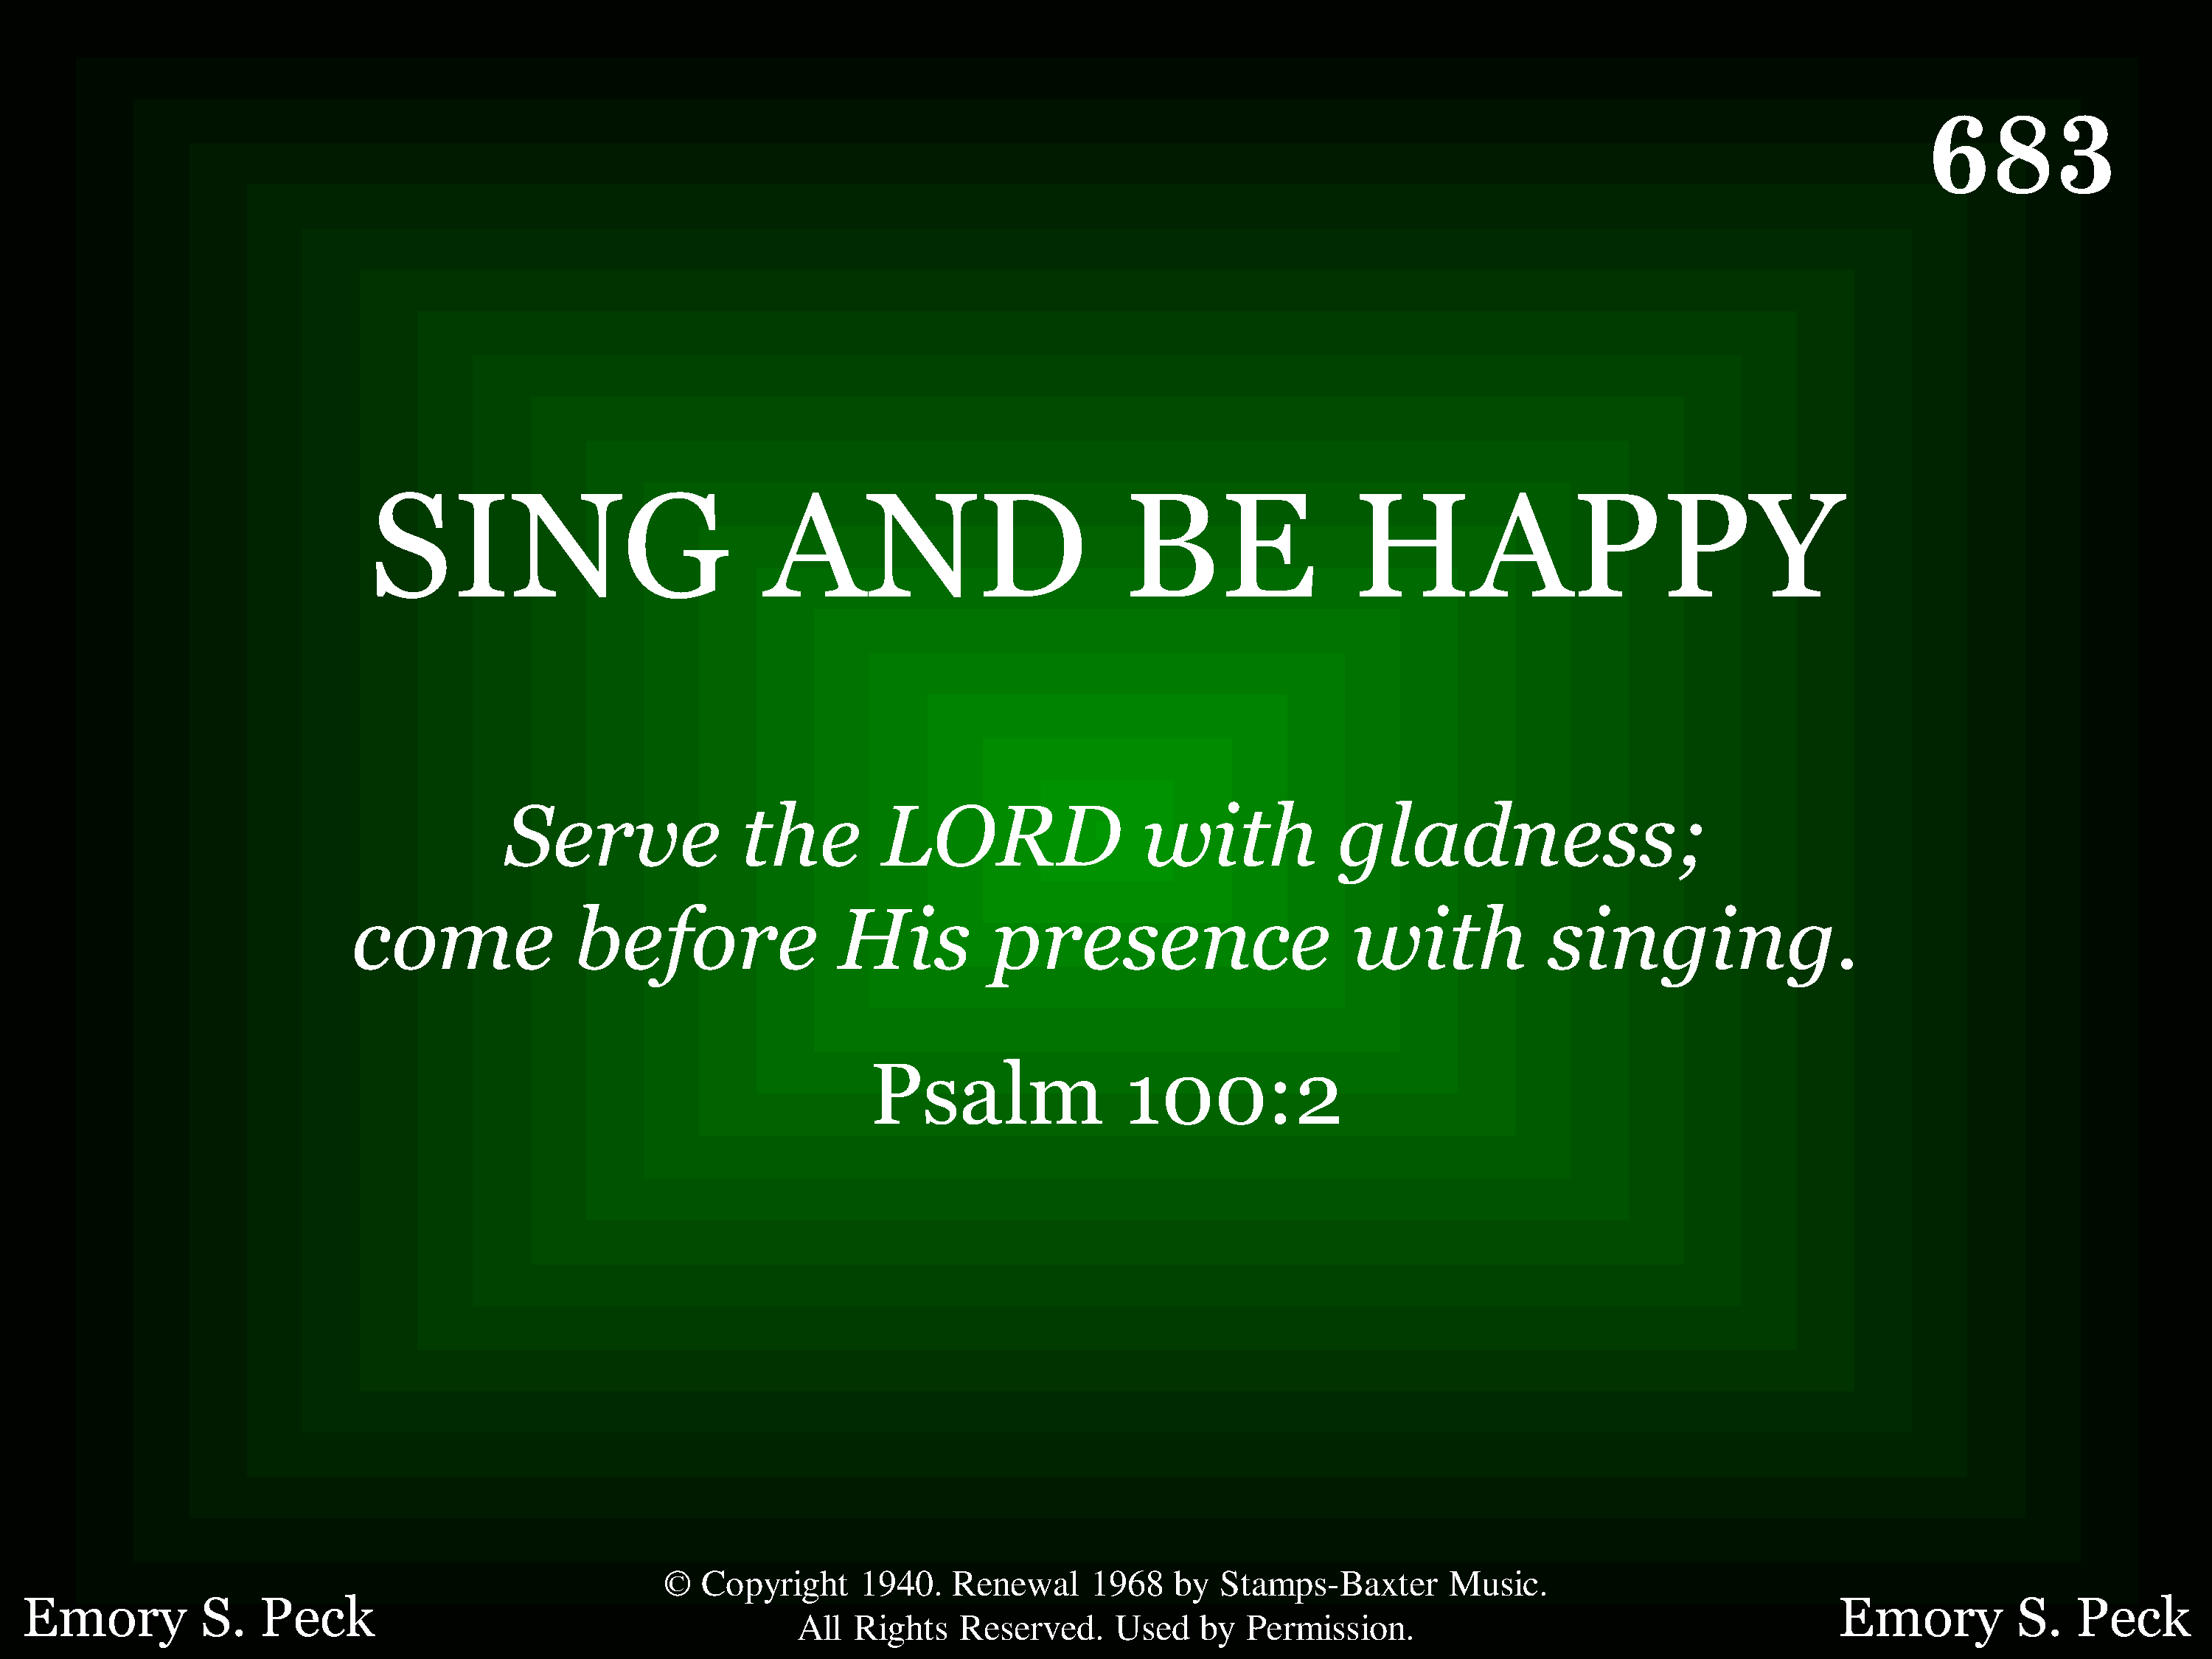 683
SING AND BE HAPPY
Serve the LORD with gladness;
come before His presence with singing.
Psalm 100:2
© Copyright 1940. Renewal 1968 by Stamps-Baxter Music.
All Rights Reserved. Used by Permission.
Emory S. Peck
Emory S. Peck